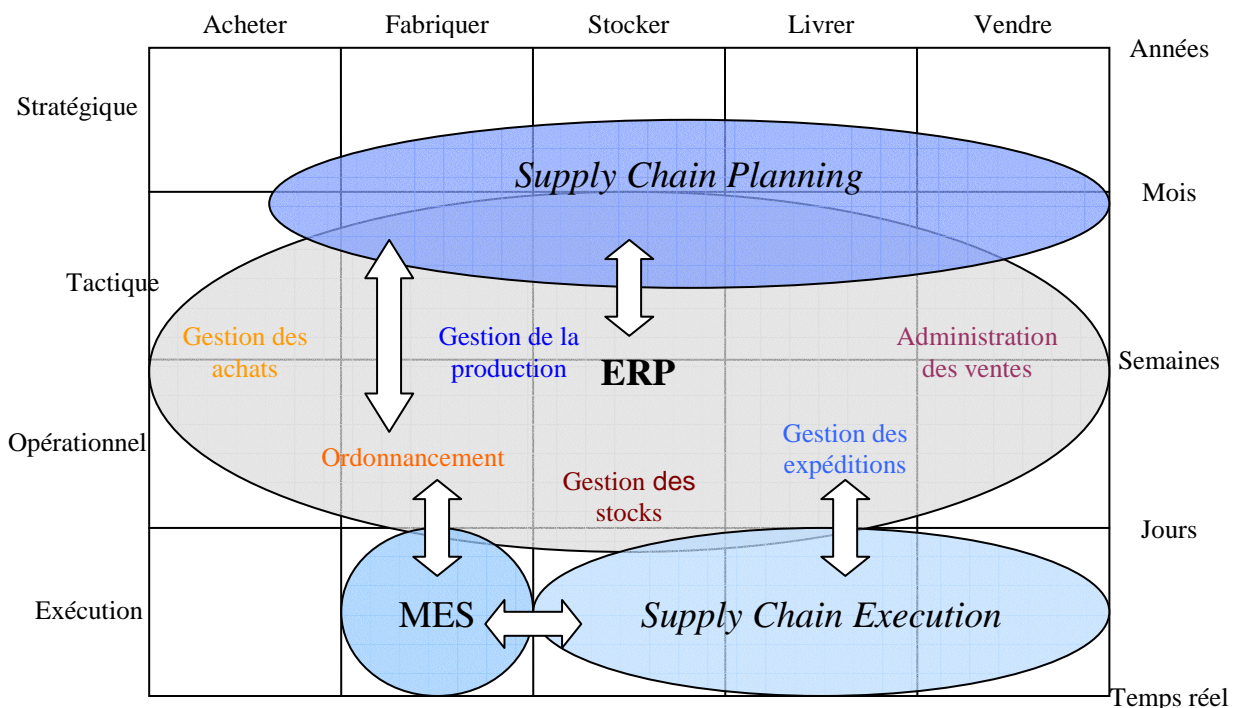 Acheter Fabriquer Stocker Livrer Vendre
Années
Stratégique
Supply Chain Planning
Mois
Tactique
Gestion des
achats
Gestion de la
production
ERP
Administration
des ventes
Semaines
Opérationnel
Ordonnancement
Gestion des
stocks
Gestion des
expéditions
Jours
Exécution
MES
Supply Chain Execution
Temps réel